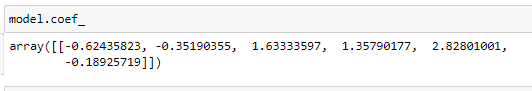 model.coef_
array([[-0.62435823, -0.35190355,  1.63333597,  1.35790177,  2.82801001,
        -0.18925719]])